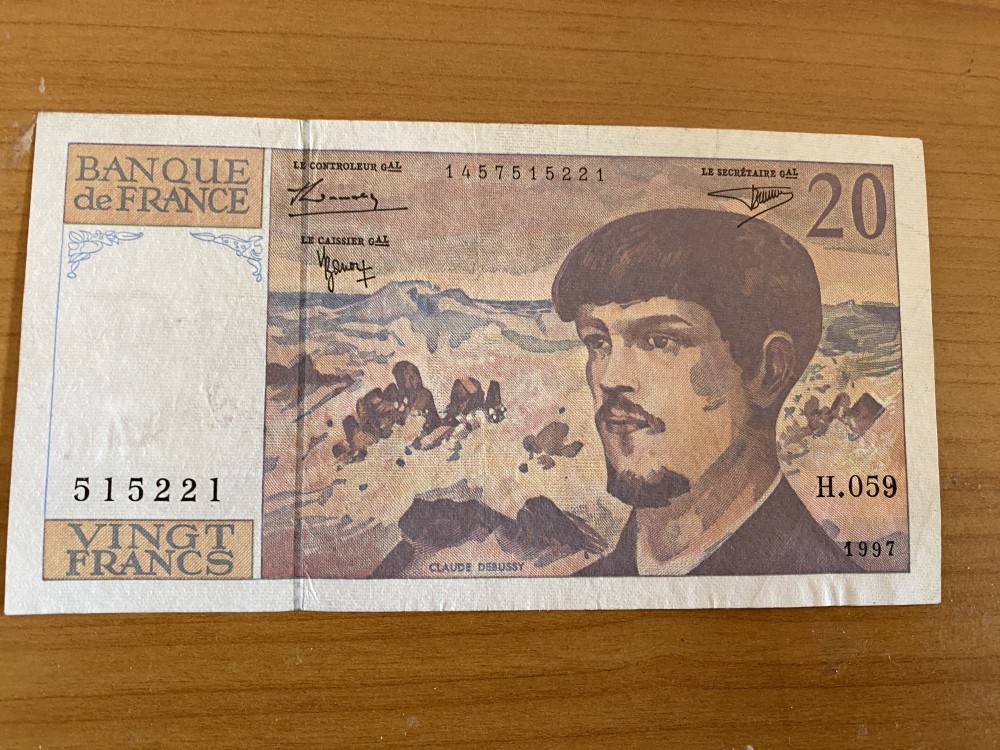 BANQUE
de FRANCE
LE CONTROLEUR GAL
1457515221
LE SECRÉTAIRE GAL
20
LE CAISSIER GAL
515221
H.059
VINGT
FRANCS
1997
CLAUDE DEBUSSY